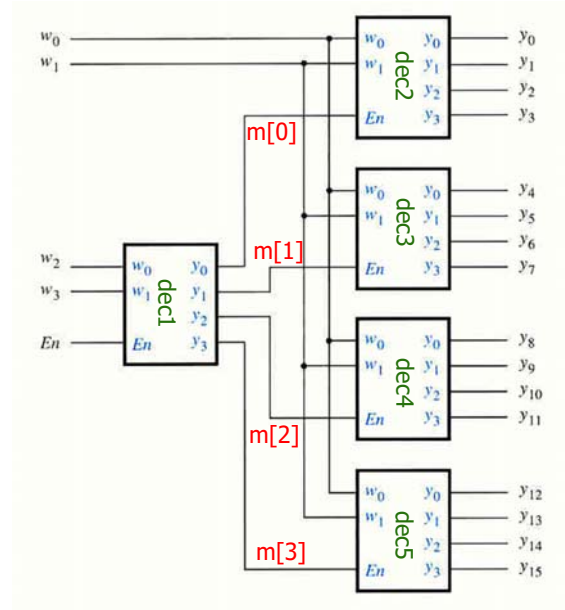 w0
w1
w0 y0
w1 y1
y2
En y3
dec2
y0
y1
y2
y3
m[0]
w0 y0
w1 y1
y2
En y3
dec3
y4
y5
y6
y7
m[1]
w2
w3
En
w0 y0
w1 y1
y2
En y3
dec1
w0 y0
w1 y1
y2
En y3
dec4
y8
y9
y10
y11
m[2]
w0 y0
w1 y1
y2
En y3
dec5
y12
y13
y14
y15
m[3]